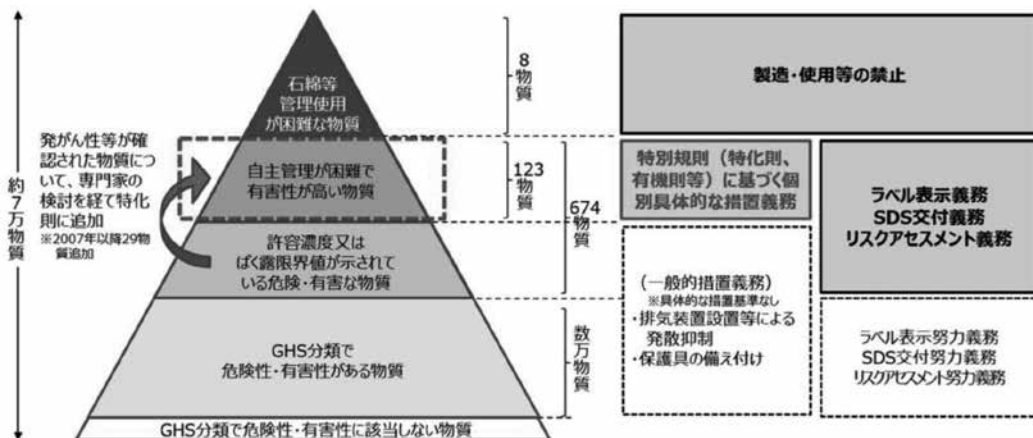 約7万物質
発がん性等が確
認された物質につ
いて、専門家の
検討を経て特化
則に追加
※2007年以降29物
質追加
石綿等
管理使用
が困難な物質
自主管理が困難で
有害性が高い物質
許容濃度又は
ばく露限界値が示されて
いる危険・有害な物質
GHS分類で
危険性・有害性がある物質
GHS分類で危険性・有害性に該当しない物質
8物質
123物質
674物質
数万物質
製造・使用等の禁止
特別規則（特化則、
有機則等）に基づく個
別具体的な措置義務
ラベル表示義務
SDS交付義務
リスクアセスメント義務
（一般的措置義務）
※具体的な措置基準なし
・排気装置設置等による
発散抑制
・保護具の備え付け
ラベル表示努力義務
SDS交付努力義務
リスクアセスメント努力義務